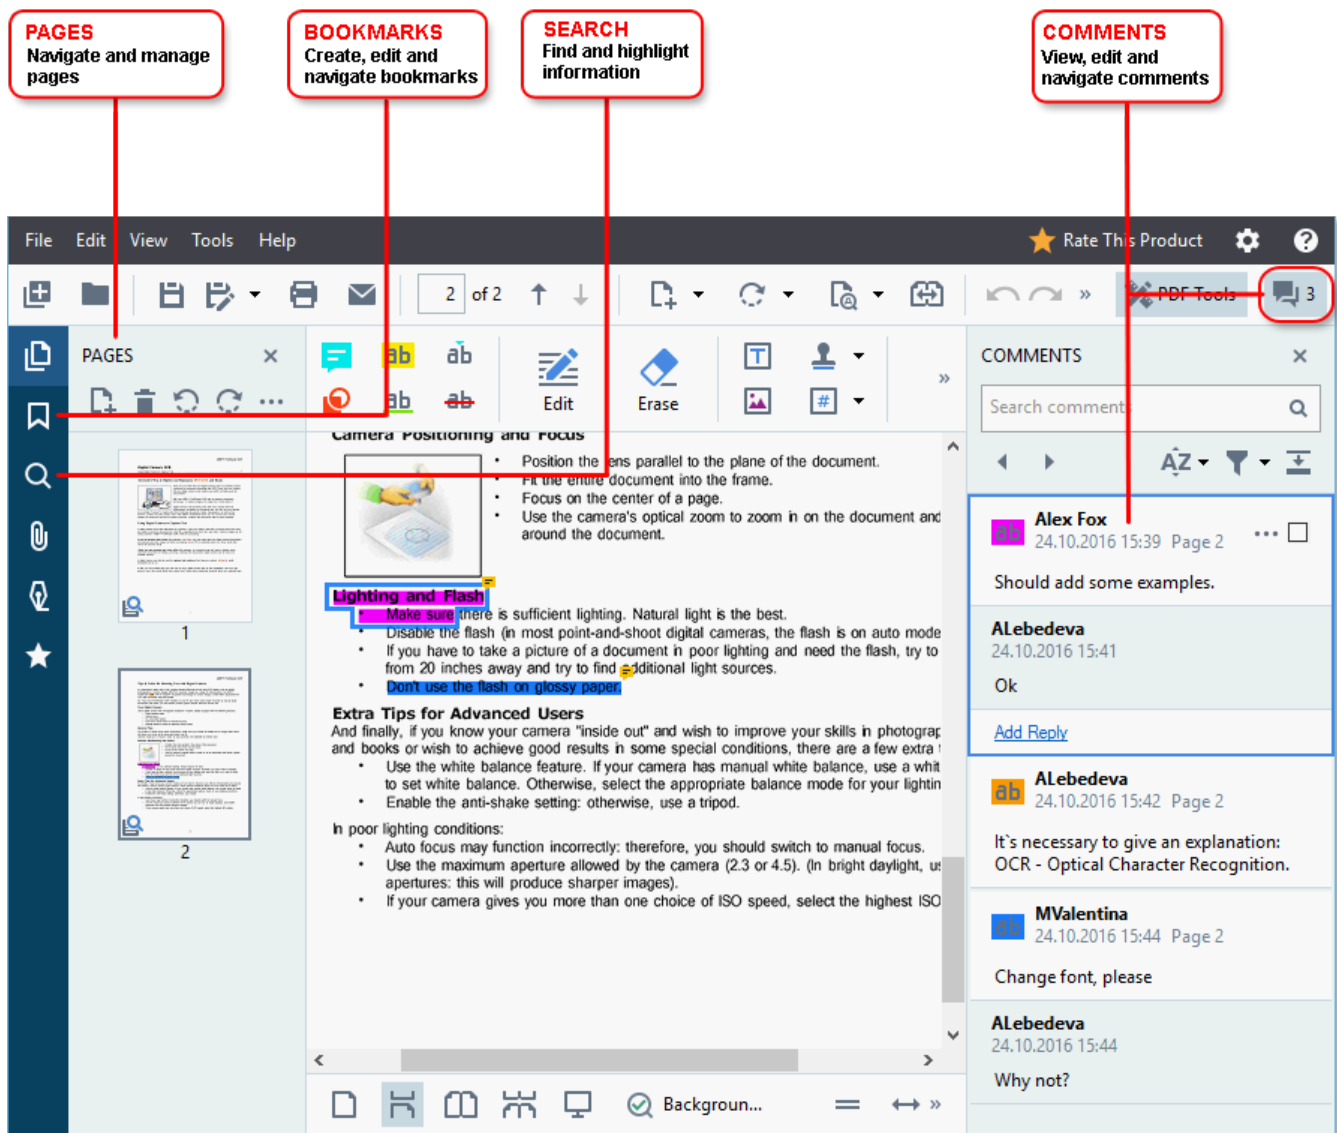 PAGES
Navigate and manage
pages
BOOKMARKS
Create, edit and
navigate bookmarks
SEARCH
Find and highlight
information
COMMENTS
View, edit and
navigate comments
File Edit View Tools Help
Rate This Product
2 of 2
PDF Tools
3
PAGES
ab ab
ab ab
Edit
Erase
T
#
1
2
Camera Positioning and Focus
• Position the lens parallel to the plane of the document.
• Fit the entire document into the frame.
• Focus on the center of a page.
• Use the camera's optical zoom to zoom in on the document and
around the document.
Lighting and Flash
• Make sure there is sufficient lighting. Natural light is the best.
• Disable the flash (in most point-and-shoot digital cameras, the flash is on auto mode
• If you have to take a picture of a document in poor lighting and need the flash, try to
from 20 inches away and try to find additional light sources.
• Don't use the flash on glossy paper.
Extra Tips for Advanced Users
And finally, if you know your camera "inside out" and wish to improve your skills in photograp
and books or wish to achieve good results in some special conditions, there are a few extra
• Use the white balance feature. If your camera has manual white balance, use a whit
to set white balance. Otherwise, select the appropriate balance mode for your lightin
• Enable the anti-shake setting: otherwise, use a tripod.
In poor lighting conditions:
• Auto focus may function incorrectly: therefore, you should switch to manual focus.
• Use the maximum aperture allowed by the camera (2.3 or 4.5). (In bright daylight, us
apertures: this will produce sharper images).
• If your camera gives you more than one choice of ISO speed, select the highest ISO
Backgroun...
COMMENTS
Search comments
AZ
ab Alex Fox
24.10.2016 15:39 Page 2
Should add some examples.
ALebedeva
24.10.2016 15:41
Ok
Add Reply
ab ALebedeva
24.10.2016 15:42 Page 2
It`s necessary to give an explanation:
OCR - Optical Character Recognition.
ab MValentina
24.10.2016 15:44 Page 2
Change font, please
ALebedeva
24.10.2016 15:44
Why not?